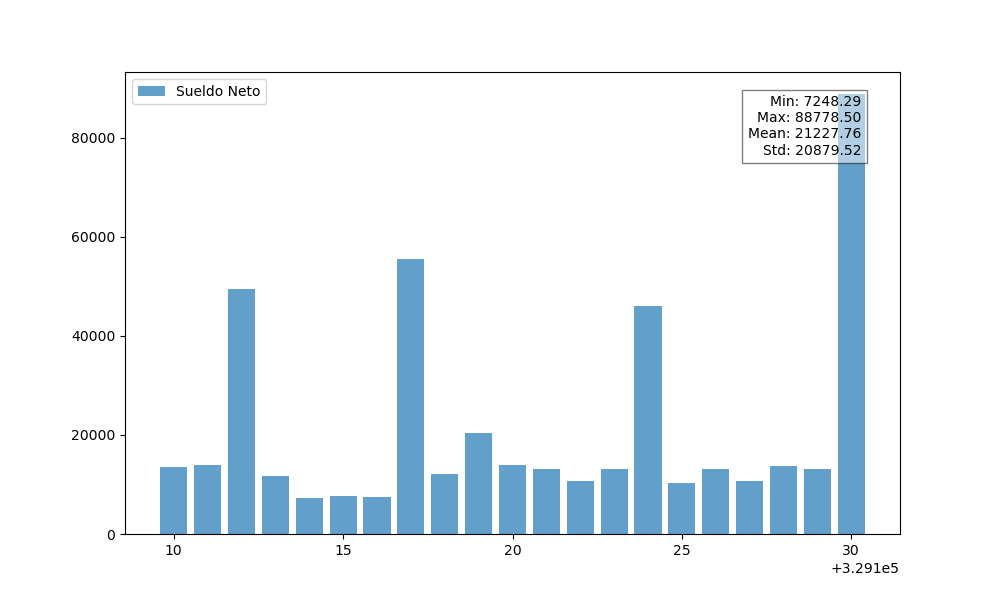 Sueldo Neto
Min: 7248.29
Max: 88778.50
Mean: 21227.76
Std: 20879.52
80000
60000
40000
20000
0
10 15 20 25 30
+3.291e5